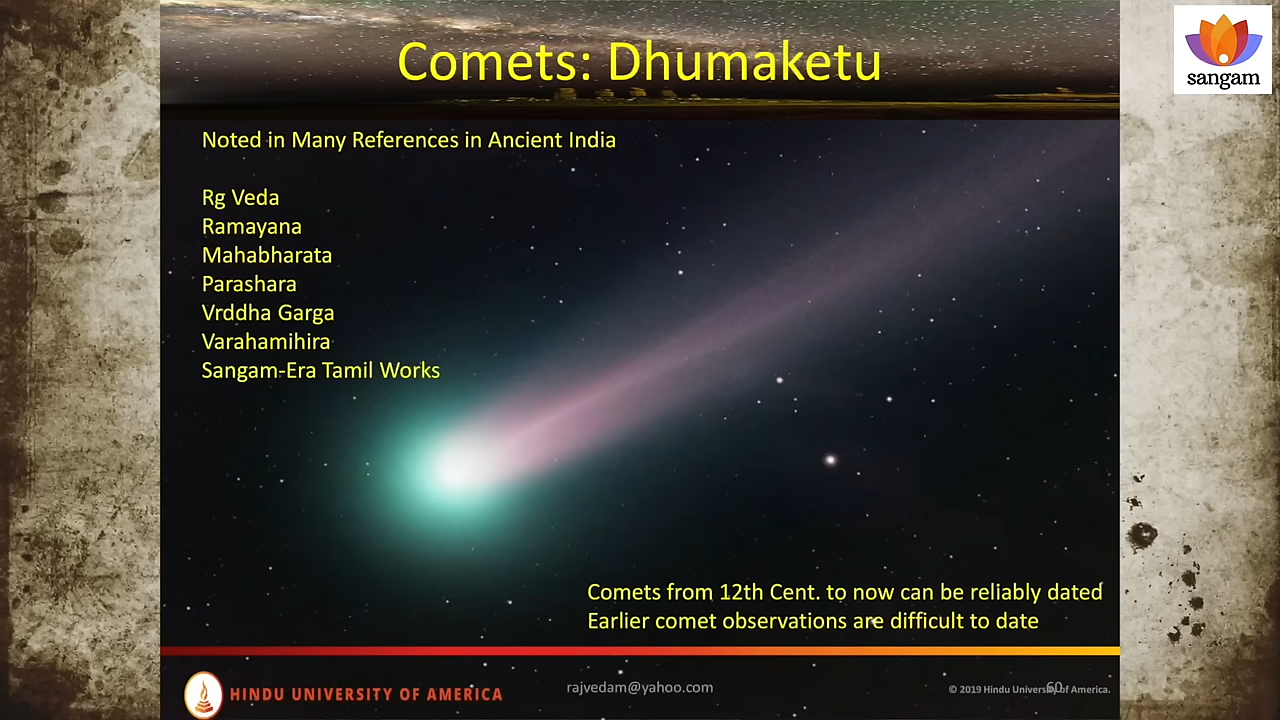 Comets: Dhumaketu
sangam
Noted in Many References in Ancient India
Rg Veda
Ramayana
Mahabharata
Parashara
Vrddha Garga
Varahamihira
Sangam-Era Tamil Works
Comets from 12th Cent. to now can be reliably dated
Earlier comet observations are difficult to date
HINDU UNIVERSITY OF AMERICA
rajvedam@yahoo.com
© 2019 Hindu University of America.
60